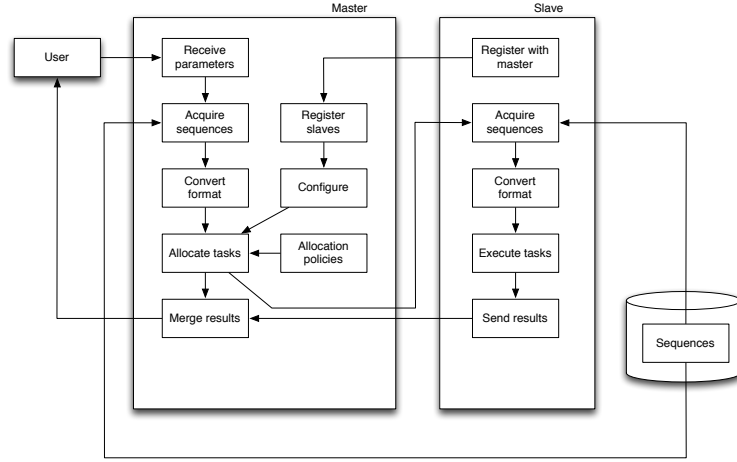 Master
Slave
User
Receive
parameters
Register with
master
Acquire
sequences
Register
slaves
Acquire
sequences
Convert
format
Configure
Convert
format
Allocate tasks
Allocation
policies
Execute tasks
Merge results
Send results
Sequences